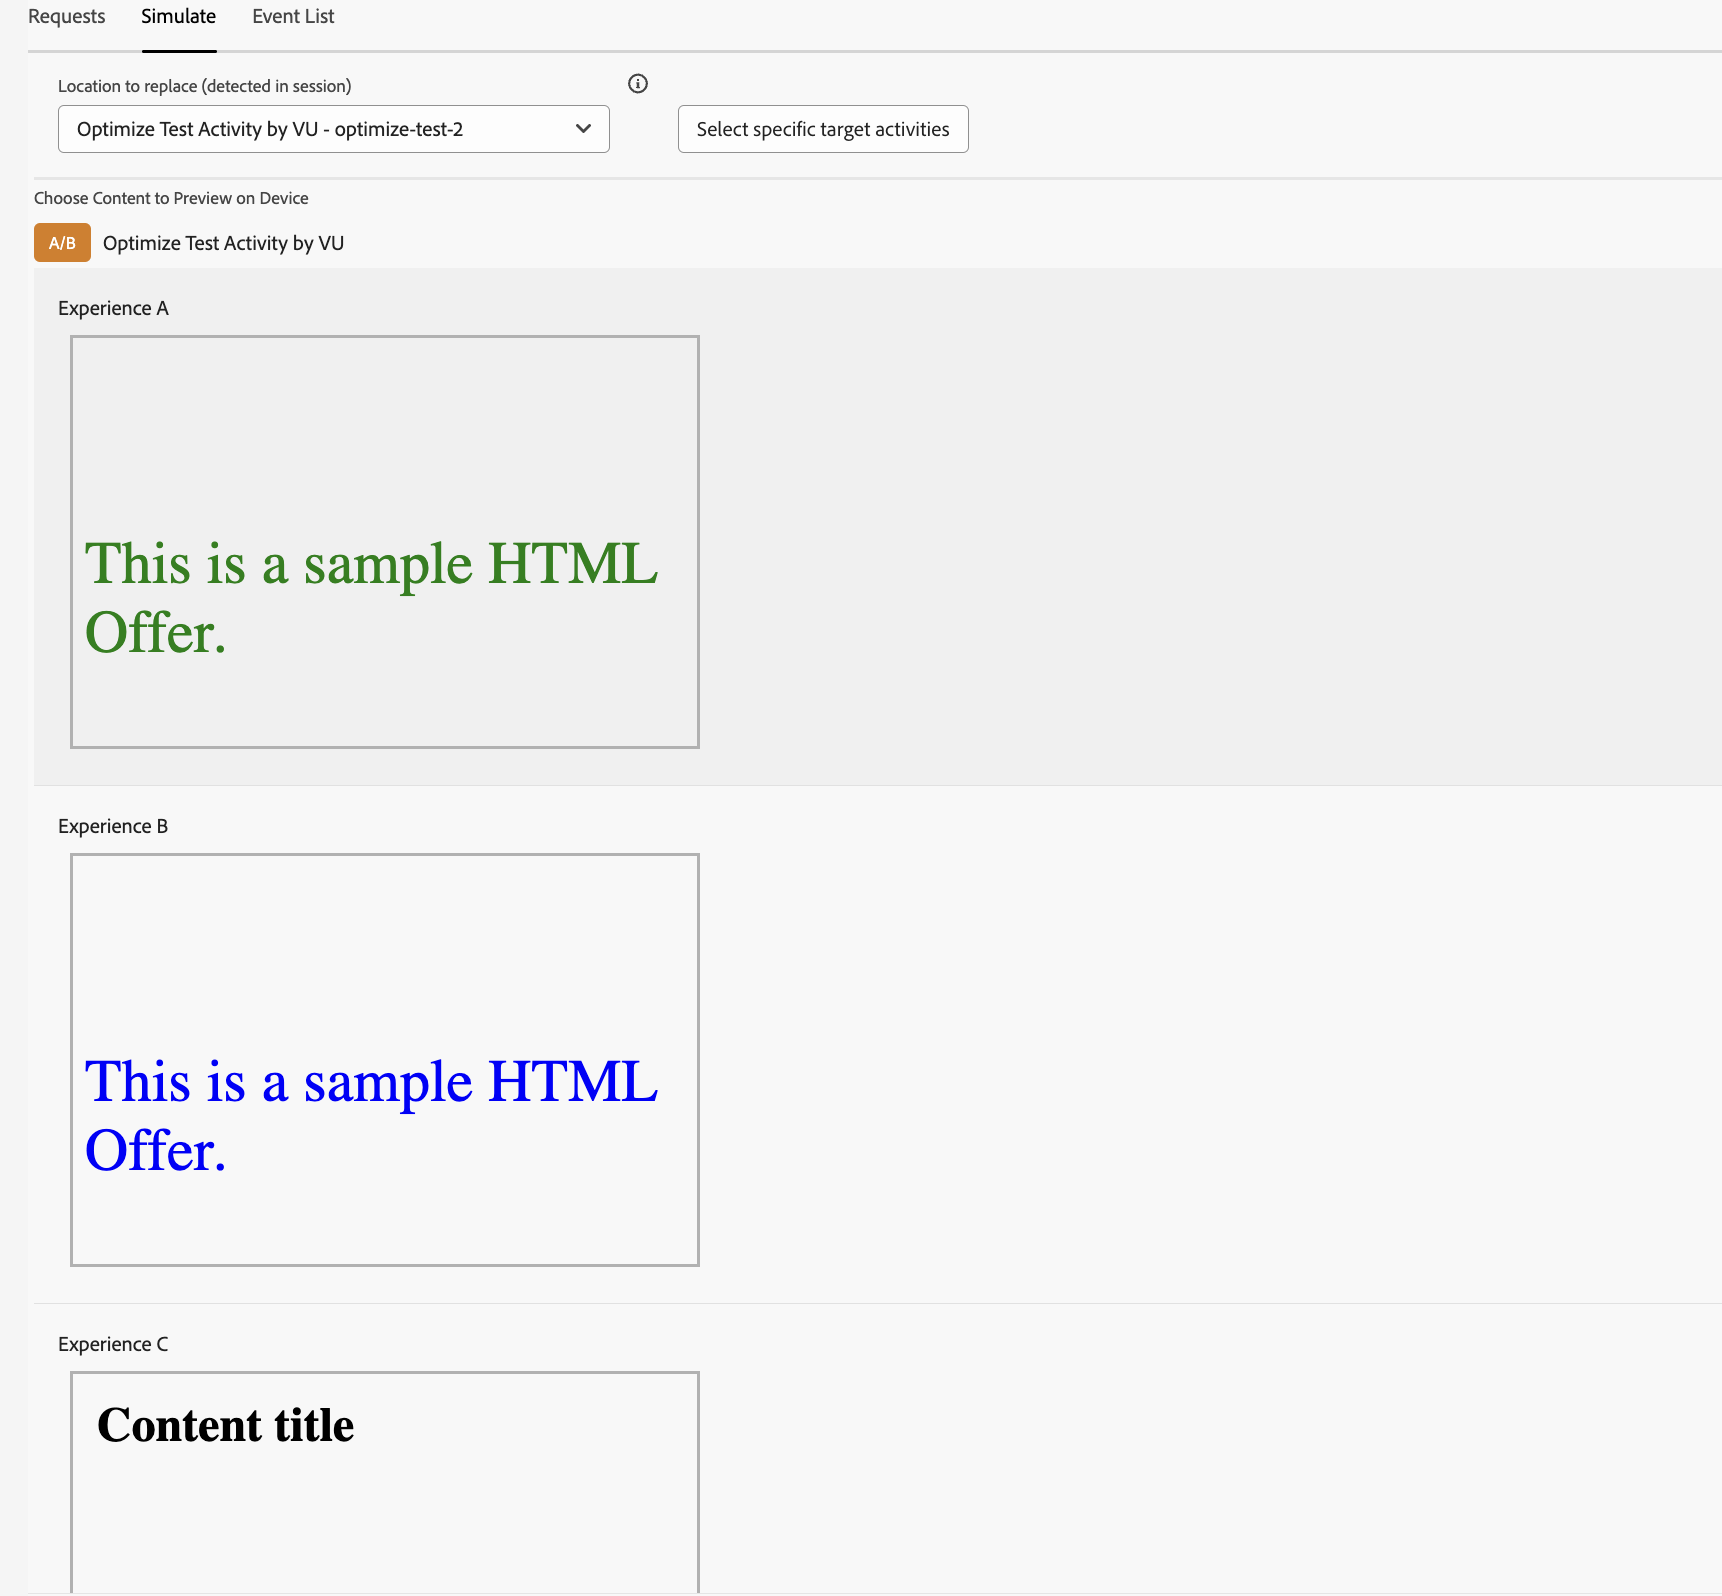 Requests Simulate Event List
Location to replace (detected in session)
Optimize Test Activity by VU - optimize-test-2
Select specific target activities
Choose Content to Preview on Device
A/B Optimize Test Activity by VU
Experience A
This is a sample HTML
Offer.
Experience B
This is a sample HTML
Offer.
Experience C
Content title